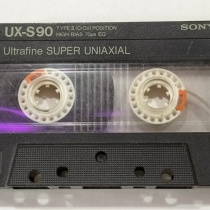 UX-S90
TYPE II (CrO₂) POSITION
HIGH BIAS 70μs EQ
SONY
Ultrafine SUPER UNIAXIAL